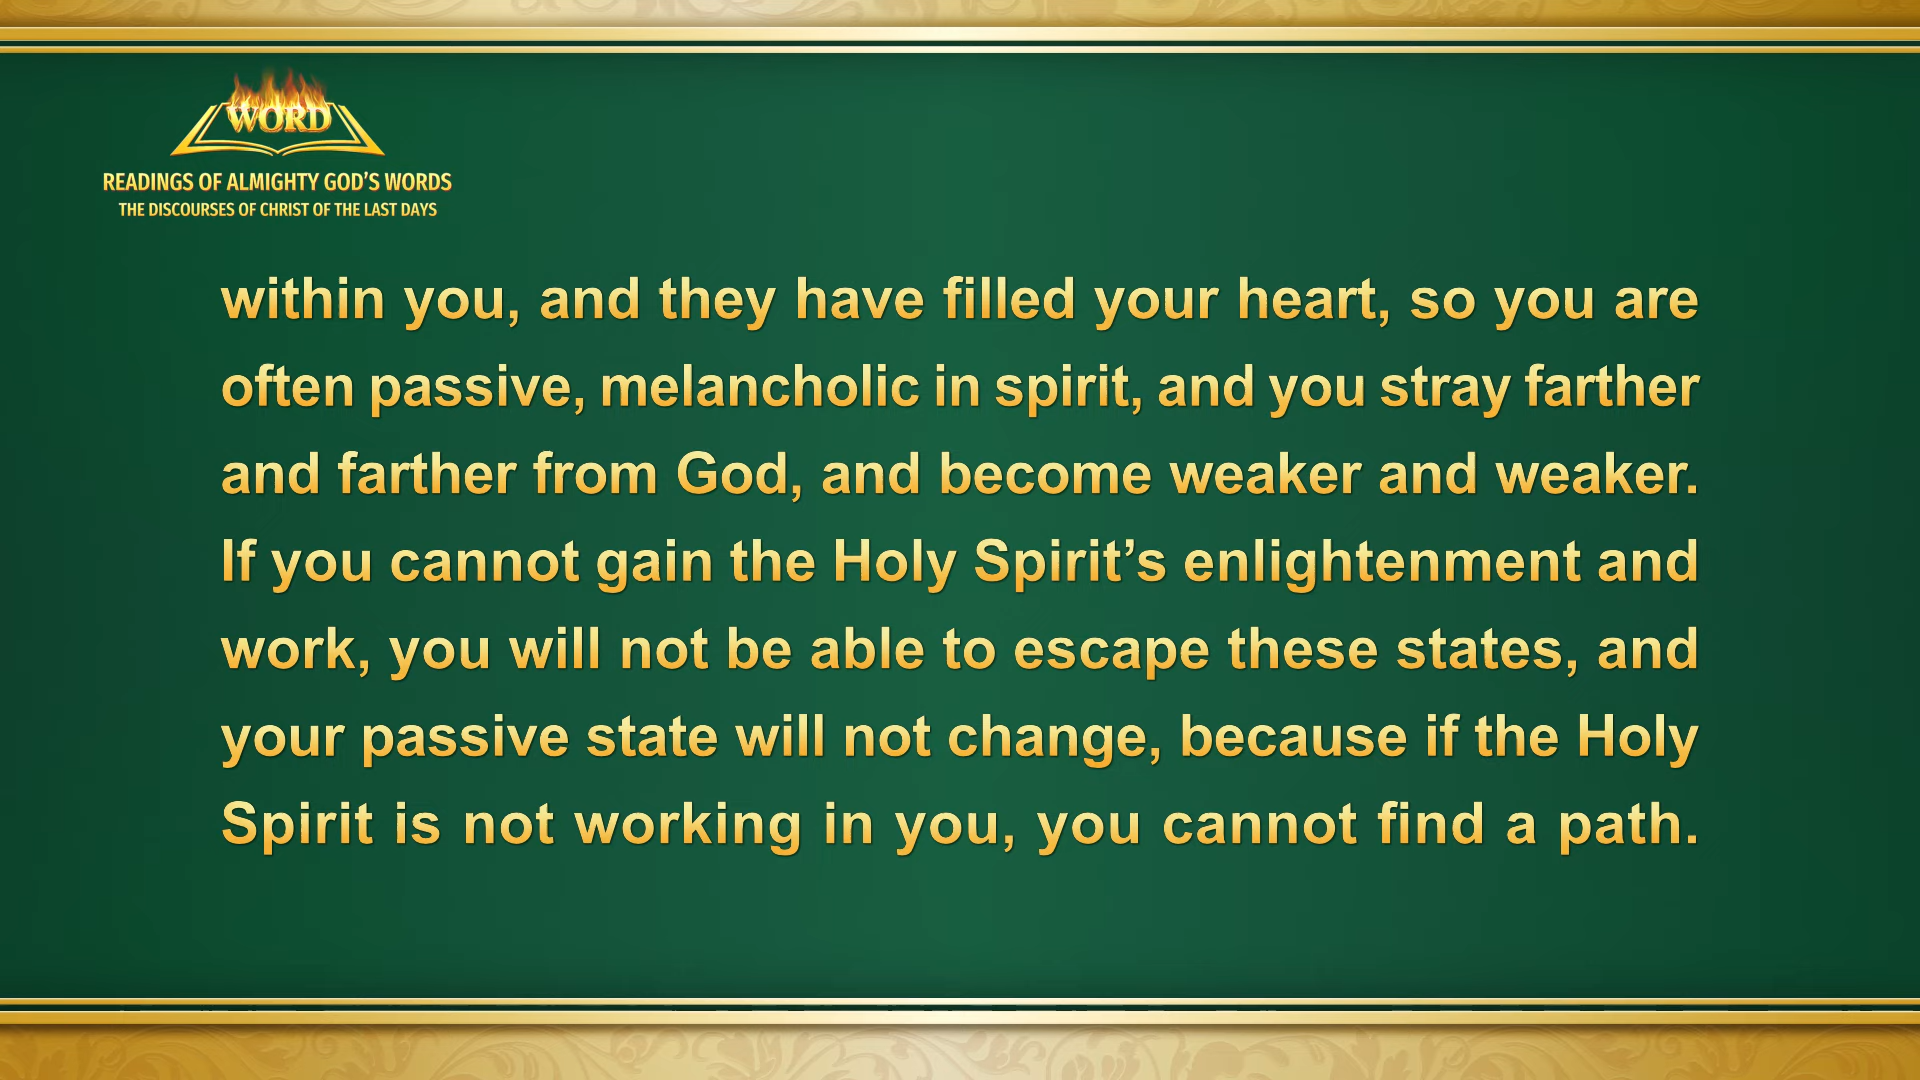 WORD
READINGS OF ALMIGHTY GOD’S WORDS
THE DISCOURSES OF CHRIST OF THE LAST DAYS
within you, and they have filled your heart, so you are
often passive, melancholic in spirit, and you stray farther
and farther from God, and become weaker and weaker.
If you cannot gain the Holy Spirit’s enlightenment and
work, you will not be able to escape these states, and
your passive state will not change, because if the Holy
Spirit is not working in you, you cannot find a path.